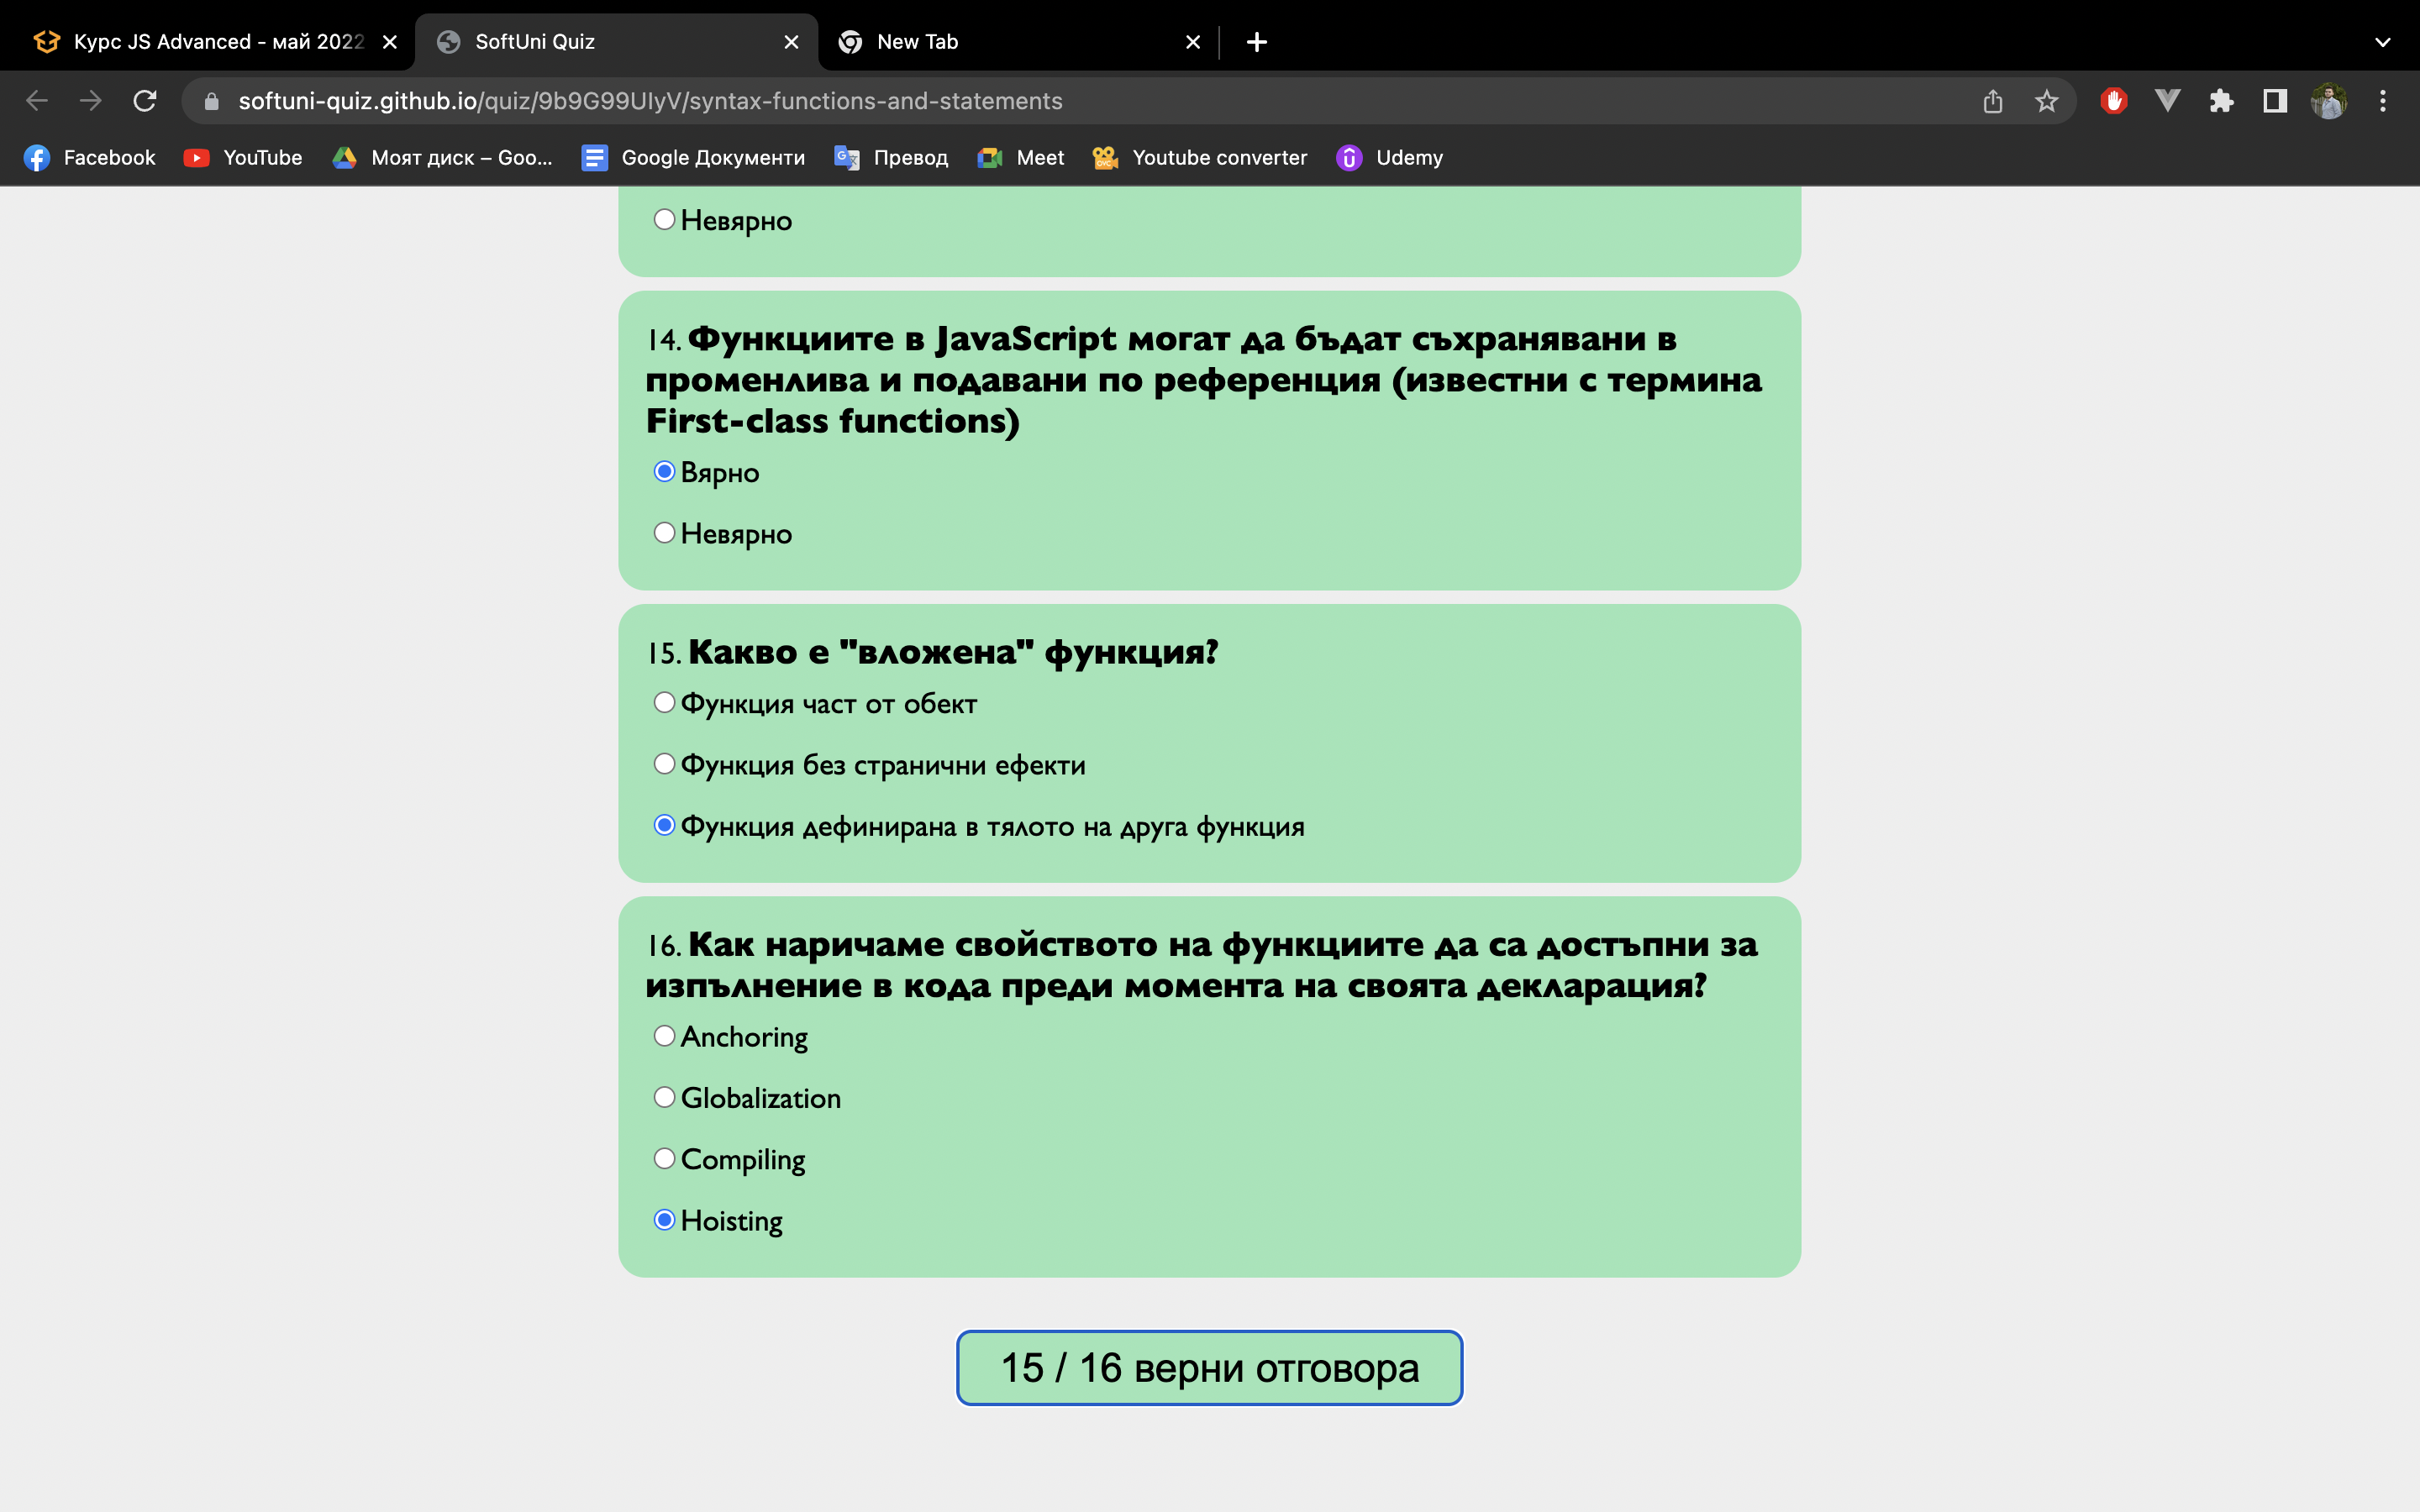 Курс JS Advanced - май 2022
SoftUni Quiz
New Tab
softuni-quiz.github.io/quiz/9b9G99UIyV/syntax-functions-and-statements
Facebook
YouTube
Моят диск – Goo...
Google Документи
Превод
Meet
Youtube converter
Udemy
Невярно
14. Функциите в JavaScript могат да бъдат съхранявани в
променлива и подавани по референция (известни с термина
First-class functions)
Вярно
Невярно
15. Какво е "вложена" функция?
Функция част от обект
Функция без странични ефекти
Функция дефинирана в тялото на друга функция
16. Как наричаме свойството на функциите да са достъпни за
изпълнение в кода преди момента на своята декларация?
Anchoring
Globalization
Compiling
Hoisting
15 / 16 верни отговора